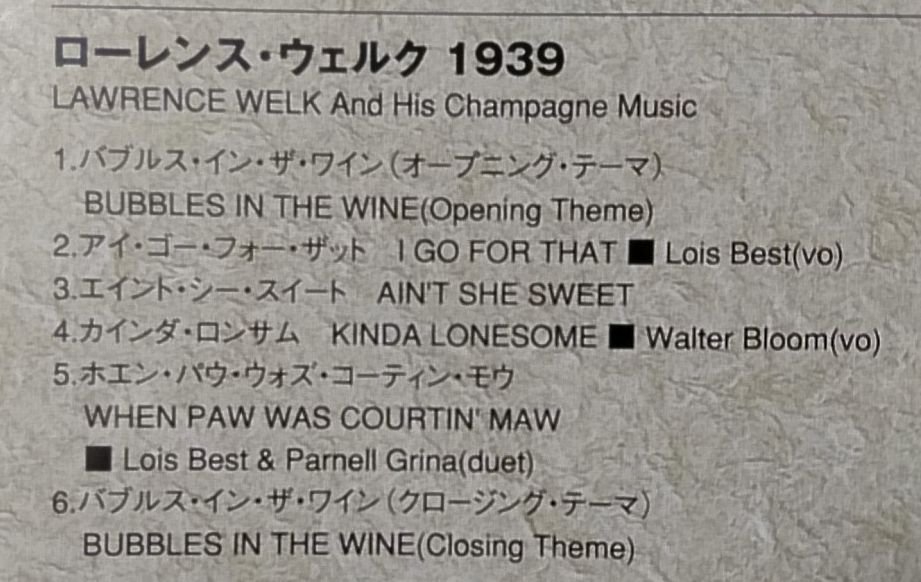 ローレンス・ウェルク 1939
LAWRENCE WELK And His Champagne Music
1.バブルス・イン・ザ・ワイン(オープニング・テーマ)
BUBBLES IN THE WINE(Opening Theme)
2.アイ・ゴー・フォー・ザット　I GO FOR THAT ■ Lois Best(vo)
3.エイント・シー・スイート　AIN'T SHE SWEET
4.カインダ・ロンサム　KINDA LONESOME ■ Walter Bloom(vo)
5.ホエン・パウ・ウォズ・コーティン・モウ
WHEN PAW WAS COURTIN' MAW
■ Lois Best & Parnell Grina(duet)
6.バブルス・イン・ザ・ワイン(クロージング・テーマ)
BUBBLES IN THE WINE(Closing Theme)